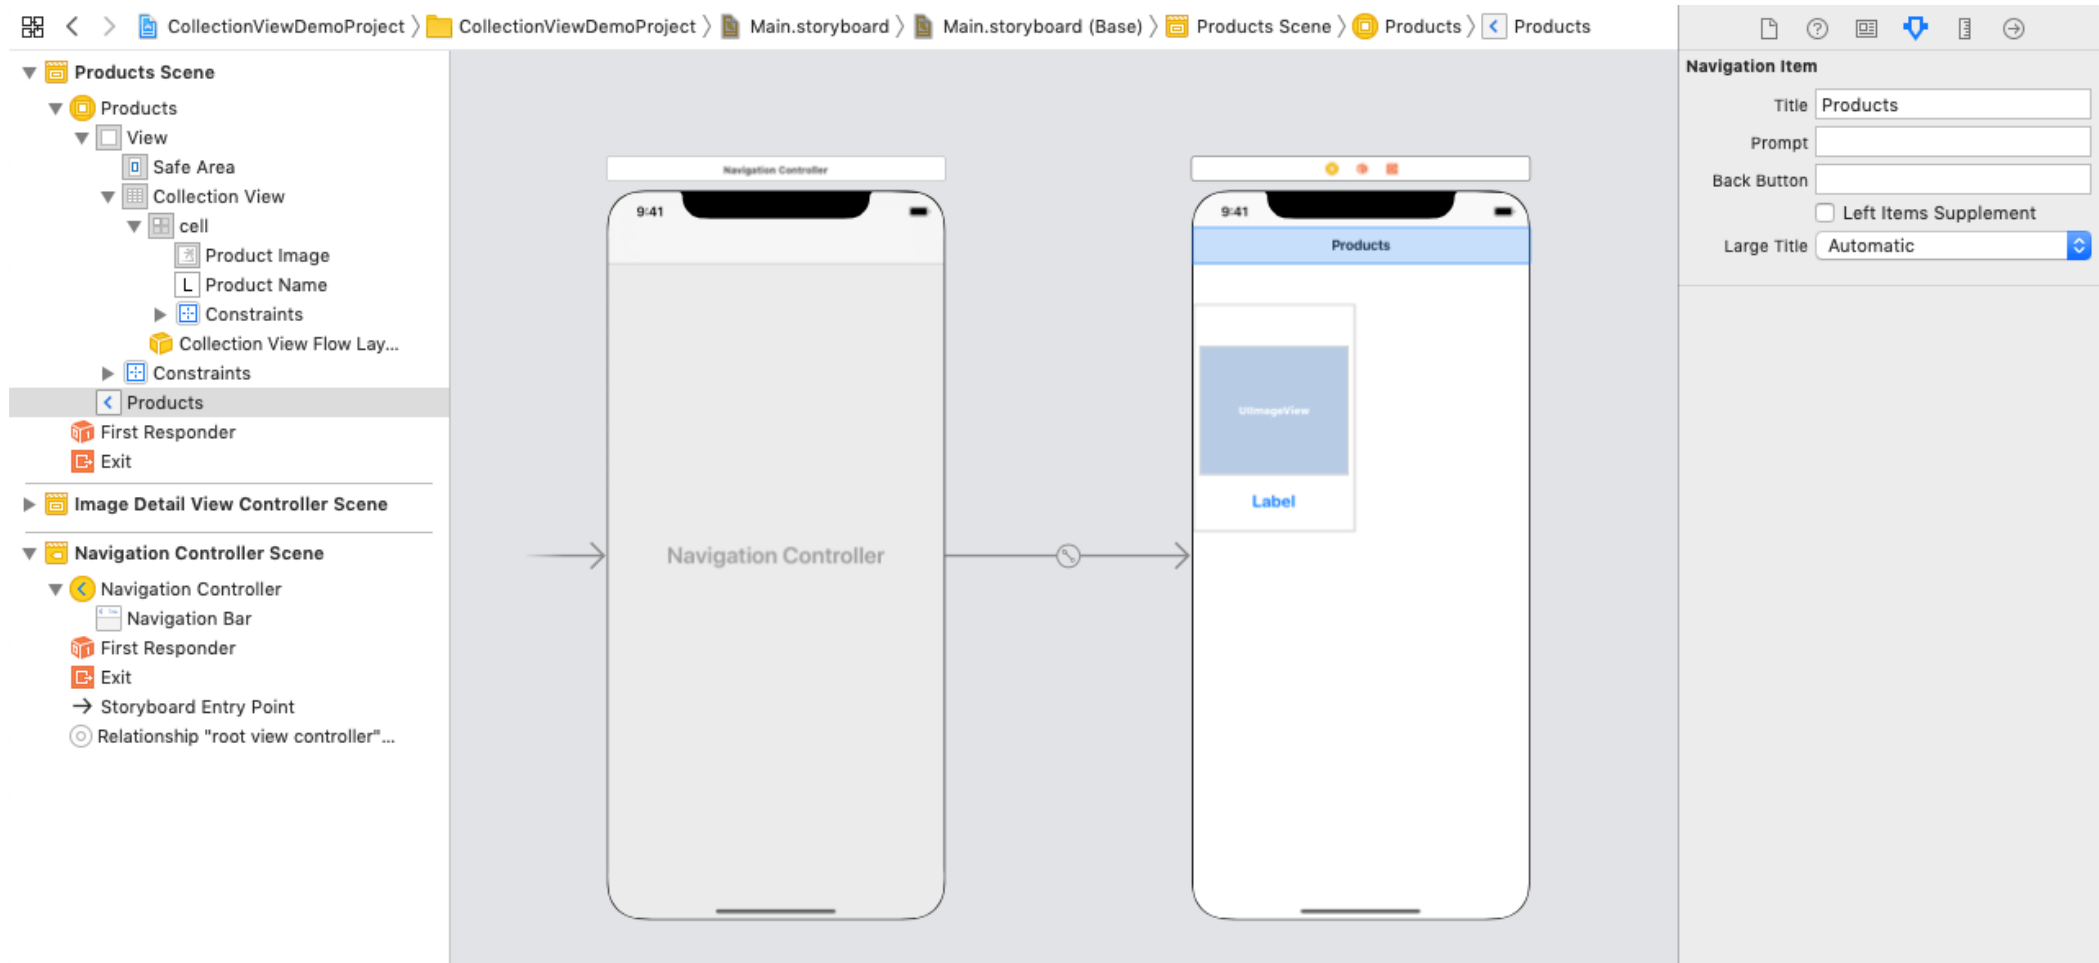 CollectionViewDemoProject CollectionViewDemoProject Main.storyboard Main.storyboard (Base) Products Scene Products Products
Products Scene
Products
View
Safe Area
Collection View
cell
Product Image
Product Name
Constraints
Collection View Flow Lay...
Constraints
Products
First Responder
Exit
Image Detail View Controller Scene
Navigation Controller Scene
Navigation Controller
Navigation Bar
First Responder
Exit
Storyboard Entry Point
Relationship "root view controller"...
Navigation Controller
9:41
Navigation Controller
9:41
Products
UIImageView
Label
Navigation Item
Title Products
Prompt
Back Button
Left Items Supplement
Large Title Automatic